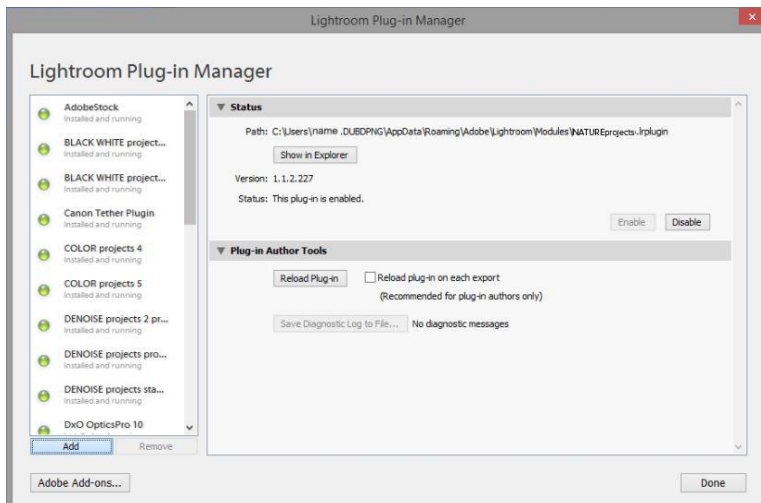 Lightroom Plug-in Manager
Lightroom Plug-in Manager
AdobeStock
Installed and running
BLACK WHITE project...
Installed and running
BLACK WHITE project...
Installed and running
Canon Tether Plugin
Installed and running
COLOR projects 4
Installed and running
COLOR projects 5
Installed and running
DENOISE projects 2 pr...
Installed and running
DENOISE projects pro...
Installed and running
DENOISE projects sta...
Installed and running
DxO OpticsPro 10
Add
Remove
Status
Path: C:\Users\name .DUBDPNG\AppData\Roaming\Adobe\Lightroom\Modules\NATUREprojects.lrplugin
Show in Explorer
Version: 1.1.2.227
Status: This plug-in is enabled.
Enable
Disable
Plug-in Author Tools
Reload Plug-in
Reload plug-in on each export
(Recommended for plug-in authors only)
Save Diagnostic Log to File...
No diagnostic messages
Adobe Add-ons...
Done